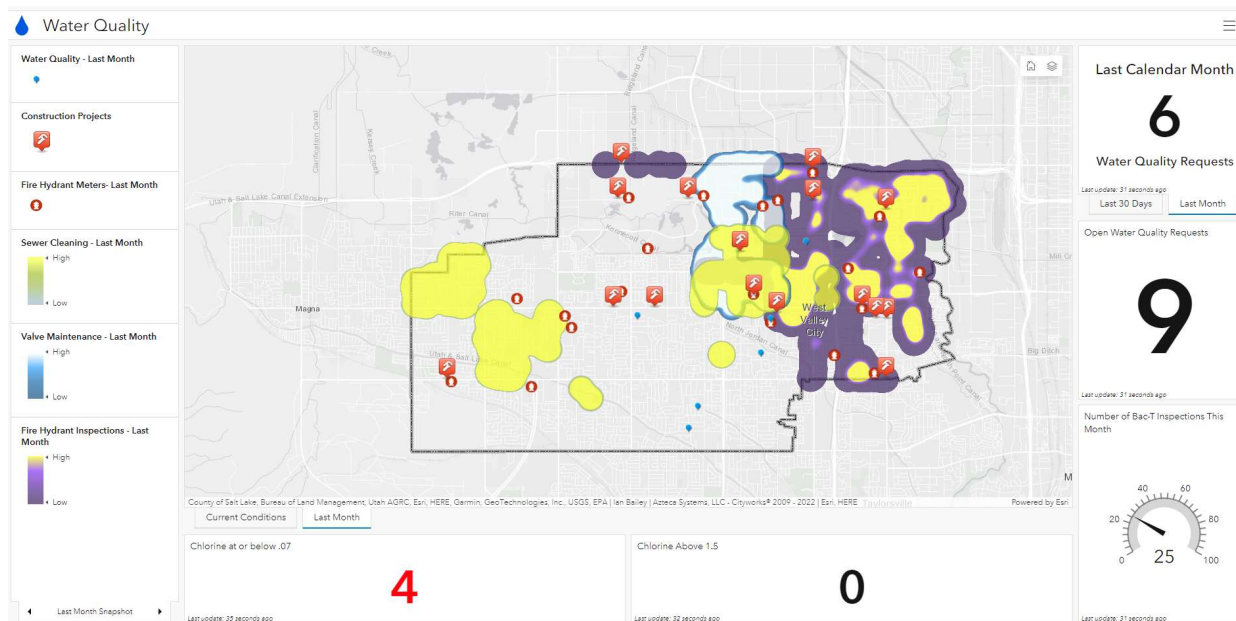 Water Quality
Water Quality - Last Month
Construction Projects
Fire Hydrant Meters- Last Month
Sewer Cleaning - Last Month
High
Low
Valve Maintenance - Last Month
High
Low
Fire Hydrant Inspections - Last
Month
High
Low
Last Month Snapshot
Utah & Salt Lake Canal Extension
Riter Canal
Kennwood Canal
Ridgeland Canal
Kersey Creek
Magna
Utah & Salt Lake Canal
North Jordan Canal
West
Valley
City
Big Ditch
Taylorsville
County of Salt Lake, Bureau of Land Management, Utah AGRC, Esri, HERE, Garmin, GeoTechnologies, Inc., USGS, EPA | Ian Bailey | Azteca Systems, LLC - Cityworks® 2009 - 2022 | Esri, HERE
Powered by Esri
Current Conditions
Last Month
Chlorine at or below .07
4
Last update: 35 seconds ago
Chlorine Above 1.5
0
Last update: 32 seconds ago
Last Calendar Month
6
Water Quality Requests
Last update: 31 seconds ago
Last 30 Days
Last Month
Open Water Quality Requests
9
Last update: 31 seconds ago
Number of Bac-T Inspections This
Month
0
20
40
60
80
100
25
Last update: 31 seconds ago